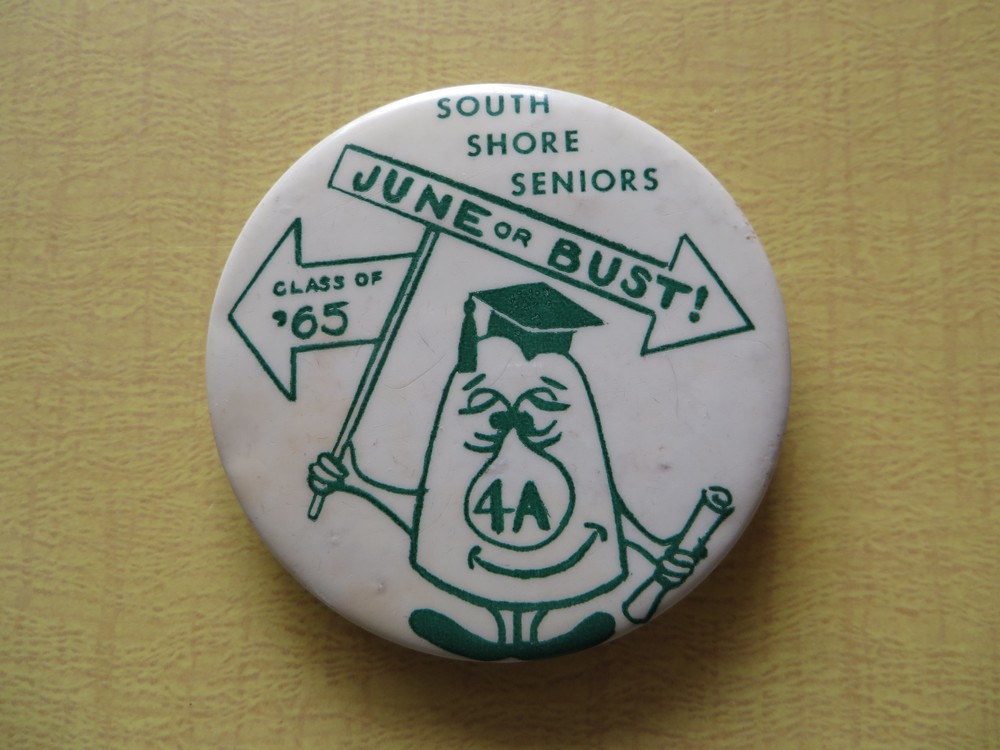 SOUTH
SHORE
SENIORS
JUNE OR BUST!
CLASS OF
'65
4A